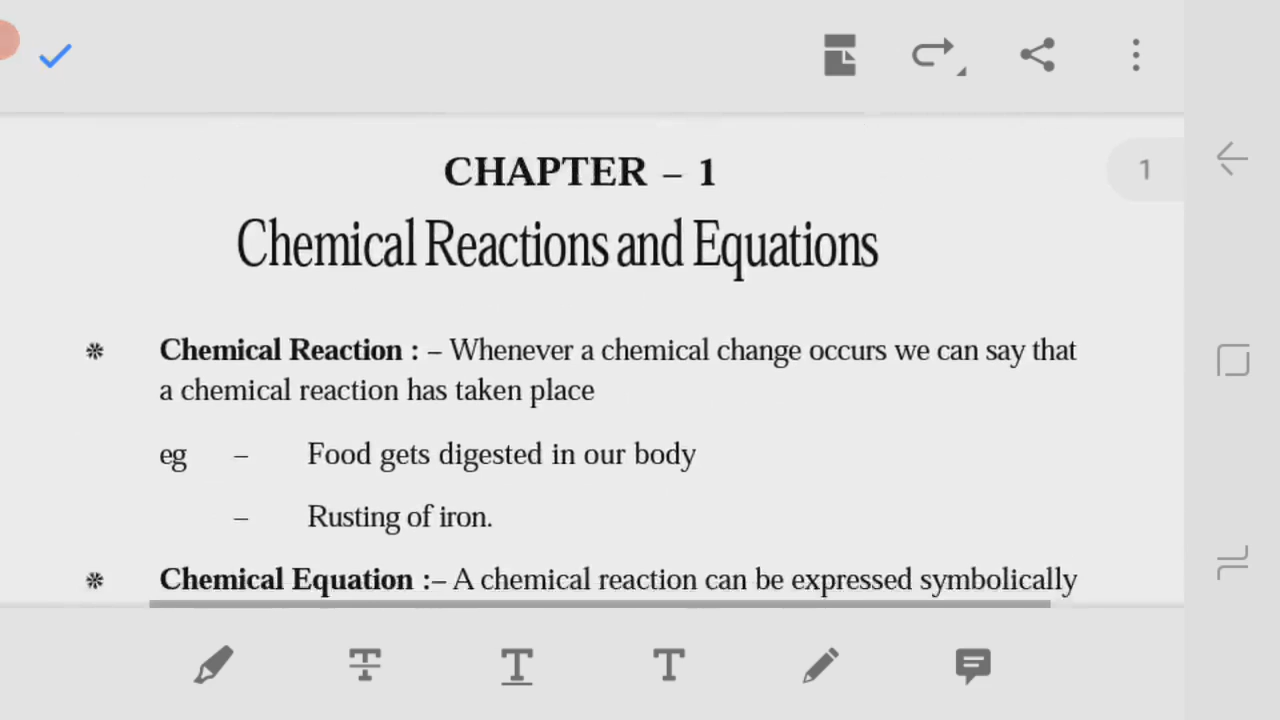 CHAPTER – 1
1
Chemical Reactions and Equations
❊ Chemical Reaction : – Whenever a chemical change occurs we can say that
a chemical reaction has taken place
eg – Food gets digested in our body
– Rusting of iron.
❊ Chemical Equation :– A chemical reaction can be expressed symbolically